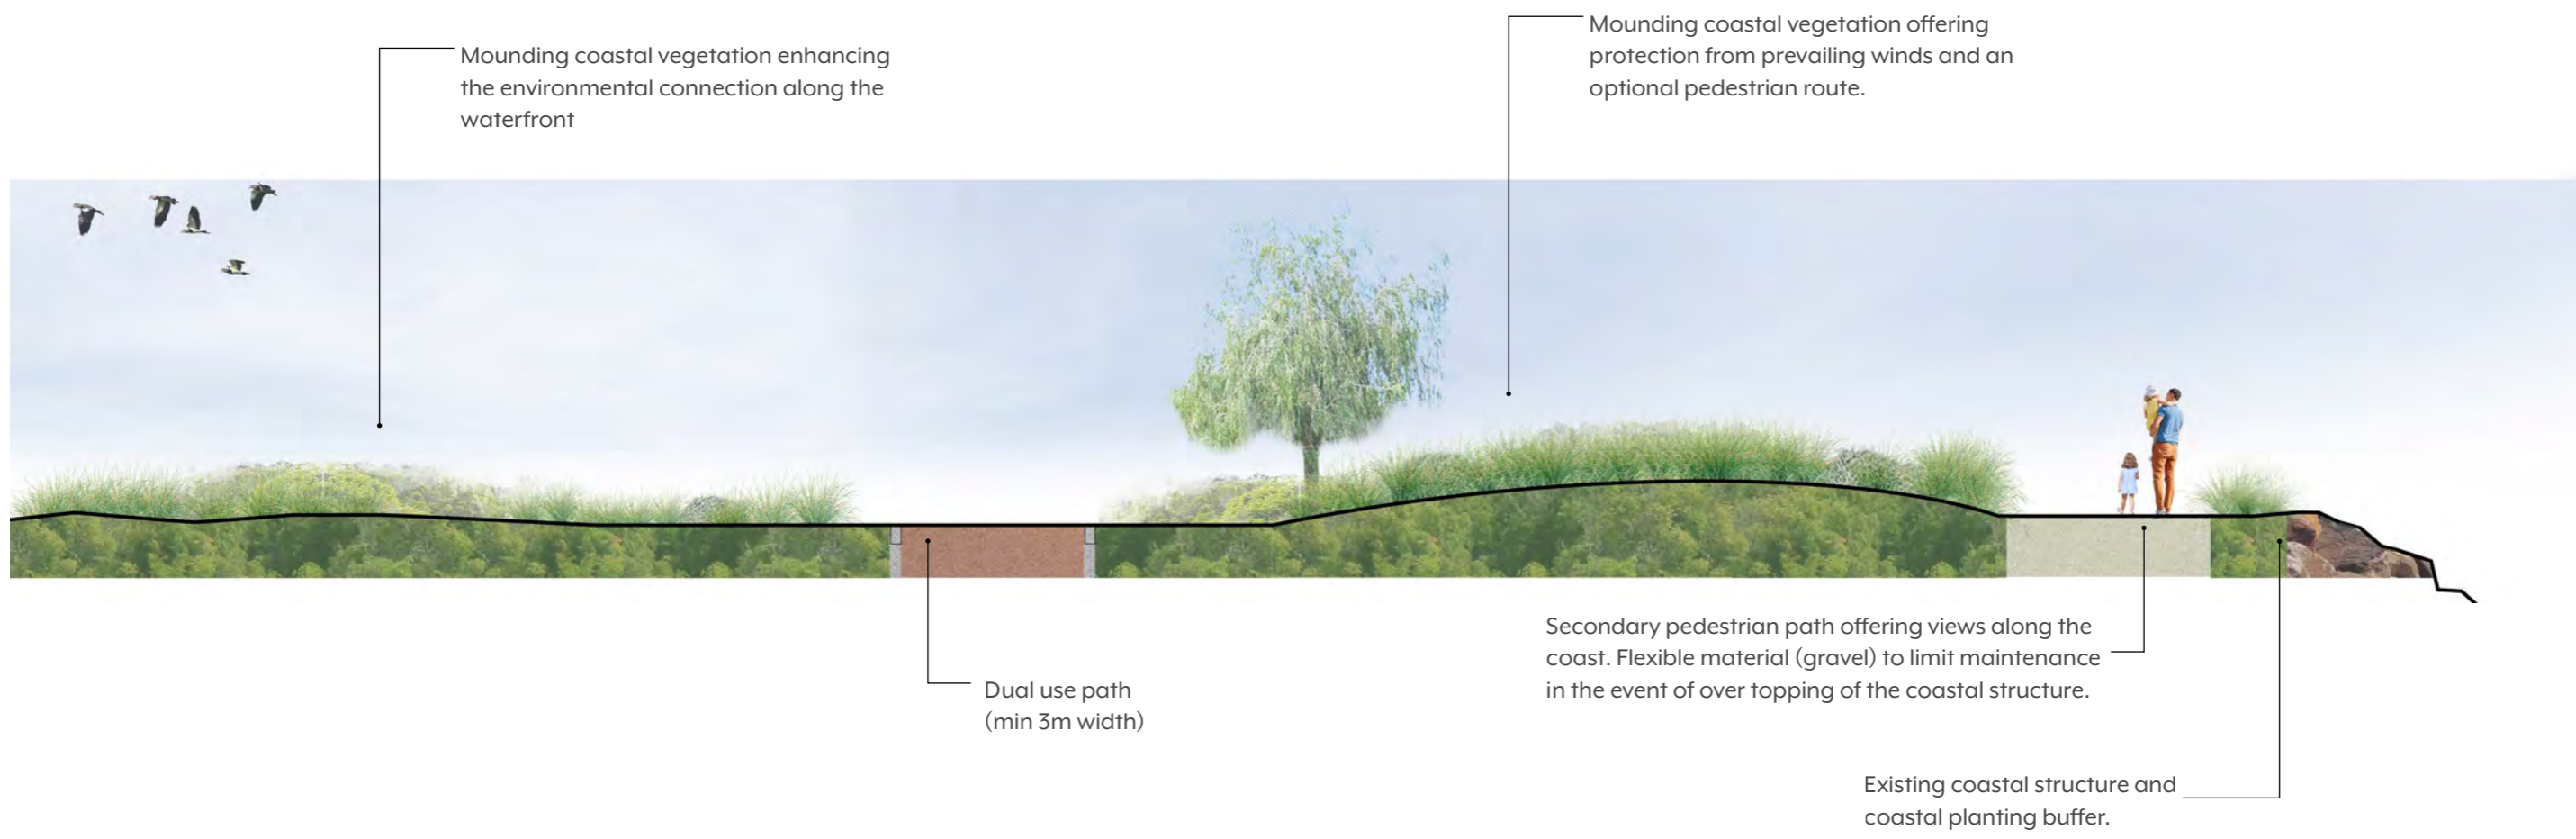 Mounding coastal vegetation enhancing
the environmental connection along the
waterfront
Mounding coastal vegetation offering
protection from prevailing winds and an
optional pedestrian route.
Dual use path
(min 3m width)
Secondary pedestrian path offering views along the
coast. Flexible material (gravel) to limit maintenance
in the event of over topping of the coastal structure.
Existing coastal structure and
coastal planting buffer.